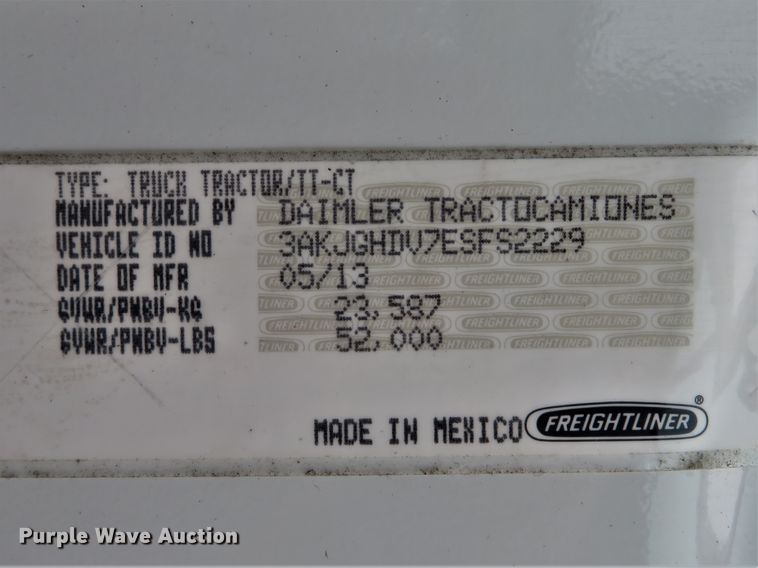 TYPE: TRUCK TRACTOR/TT-CT
MANUFACTURED BY DAIMLER TRACTOCAMIONES
VEHICLE ID NO 3AKJGHDV7ESFS2229
DATE OF MFR 05/13
GVWR/PNBV-KG 23,587
GVWR/PNBV-LBS 52,000
MADE IN MEXICO FREIGHTLINER®
Purple Wave Auction